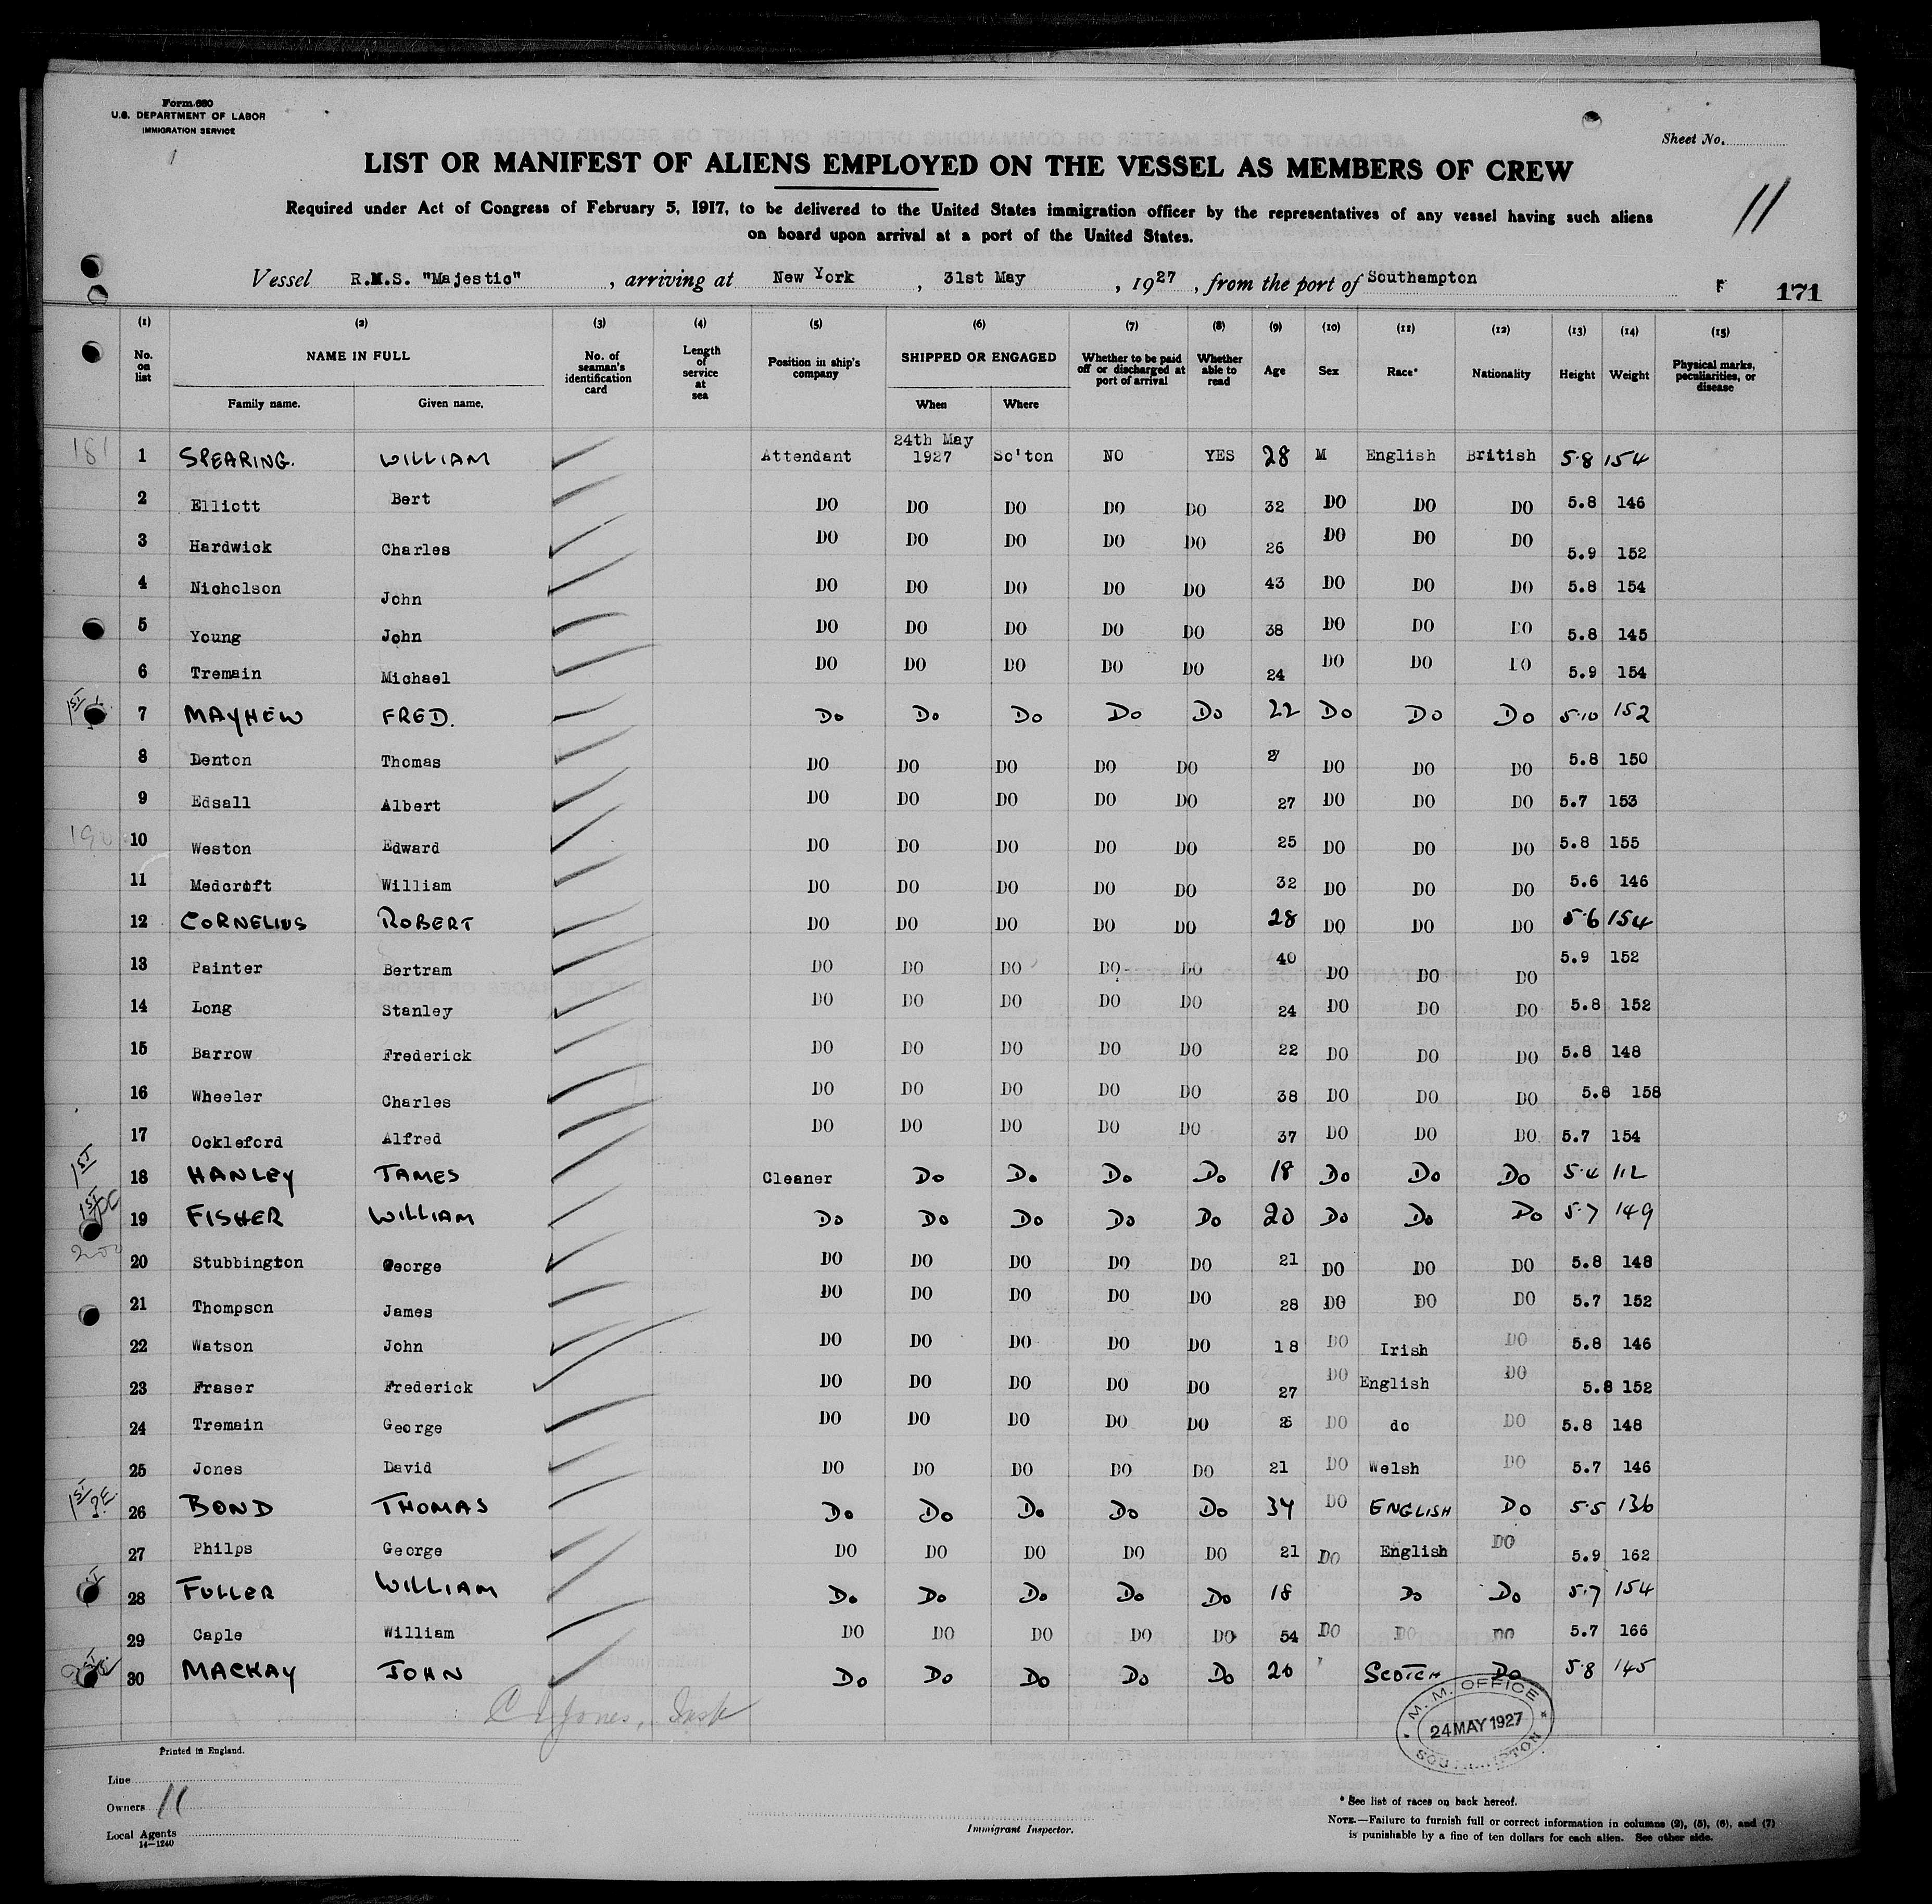 Form 680
U.S. DEPARTMENT OF LABOR
IMMIGRATION SERVICE
Sheet No.
LIST OR MANIFEST OF ALIENS EMPLOYED ON THE VESSEL AS MEMBERS OF CREW
11
Required under Act of Congress of February 5, 1917, to be delivered to the United States immigration officer by the representatives of any vessel having such aliens
on board upon arrival at a port of the United States.
Vessel R.M.S. "Majestic", arriving at New York, 31st May, 1927, from the port of Southampton F 171
(1) (2) (3) (4) (5) (6) (7) (8) (9) (10) (11) (12) (13) (14) (15)
No. on list NAME IN FULL No. of seaman's identification card Length of service at sea Position in ship's company SHIPPED OR ENGAGED Whether to be paid off or discharged at port of arrival Whether able to read Age Sex Race* Nationality Height Weight Physical marks, peculiarities, or disease
Family name. Given name. When Where
181 1 SPEARING. WILLIAM Attendant 24th May 1927 So'ton NO YES 28 M English British 5.8 154
2 Elliott Bert DO DO DO DO DO 32 DO DO DO 5.8 146
3 Hardwick Charles DO DO DO DO DO 26 DO DO DO 5.9 152
4 Nicholson John DO DO DO DO DO 43 DO DO DO 5.8 154
5 Young John DO DO DO DO DO 38 DO DO DO 5.8 145
6 Tremain Michael DO DO DO DO DO 24 DO DO DO 5.9 154
1ST 7 MAYHEW FRED. Do Do Do Do Do 22 Do Do Do 5.10 152
8 Denton Thomas DO DO DO DO DO DO DO DO 5.8 150
9 Edsall Albert DO DO DO DO DO 27 DO DO DO 5.7 153
10 Weston Edward DO DO DO DO DO 25 DO DO DO 5.8 155
11 Medcroft William DO DO DO DO DO 32 DO DO DO 5.6 146
12 CORNELIUS ROBERT DO DO DO DO DO 28 DO DO DO 5.6 154
13 Painter Bertram DO DO DO DO DO 40 DO DO DO 5.9 152
14 Long Stanley DO DO DO DO DO 24 DO DO DO 5.8 152
15 Barrow Frederick DO DO DO DO DO 22 DO DO DO 5.8 148
16 Wheeler Charles DO DO DO DO DO 38 DO DO DO 5.8 158
17 Ockleford Alfred DO DO DO DO DO 37 DO DO DO 5.7 154
1ST 18 HANLEY JAMES Cleaner Do Do Do Do 18 Do Do Do 5.4 112
1ST 19 FISHER WILLIAM Do Do Do Do Do 20 Do Do Do 5.7 149
200 20 Stubbington George DO DO DO DO DO 21 DO DO DO 5.8 148
21 Thompson James DO DO DO DO DO 28 DO DO DO 5.7 152
22 Watson John DO DO DO DO DO 18 DO Irish DO 5.8 146
23 Fraser Frederick DO DO DO DO DO 27 DO English DO 5.8 152
24 Tremain George DO DO DO DO DO DO do DO 5.8 148
25 Jones David DO DO DO DO DO 21 DO Welsh DO 5.7 146
1ST 26 BOND THOMAS Do Do Do Do Do 34 DO ENGLISH Do 5.5 136
27 Philps George DO DO DO DO DO 21 DO English DO 5.9 162
28 FULLER WILLIAM Do Do Do Do Do 18 Do Do 5.7 154
29 Caple William DO DO DO DO DO 54 DO DO DO 5.7 166
30 MACKAY JOHN Do Do Do Do Do 20 SCOTCH Do 5.8 145
Jones, Insp
M. M. OFFICE
24 MAY 1927
Printed in England.
Line
Owners 11
Local Agents
14—1240
Immigrant Inspector.
* See list of races on back hereof.
NOTE.—Failure to furnish full or correct information in columns (2), (5), (6), and (7)
is punishable by a fine of ten dollars for each alien. See other side.